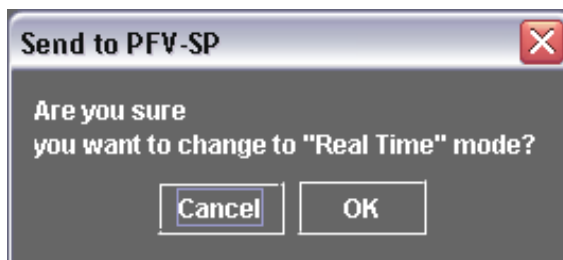 Send to PFV-SP
Are you sure
you want to change to "Real Time" mode?
Cancel OK